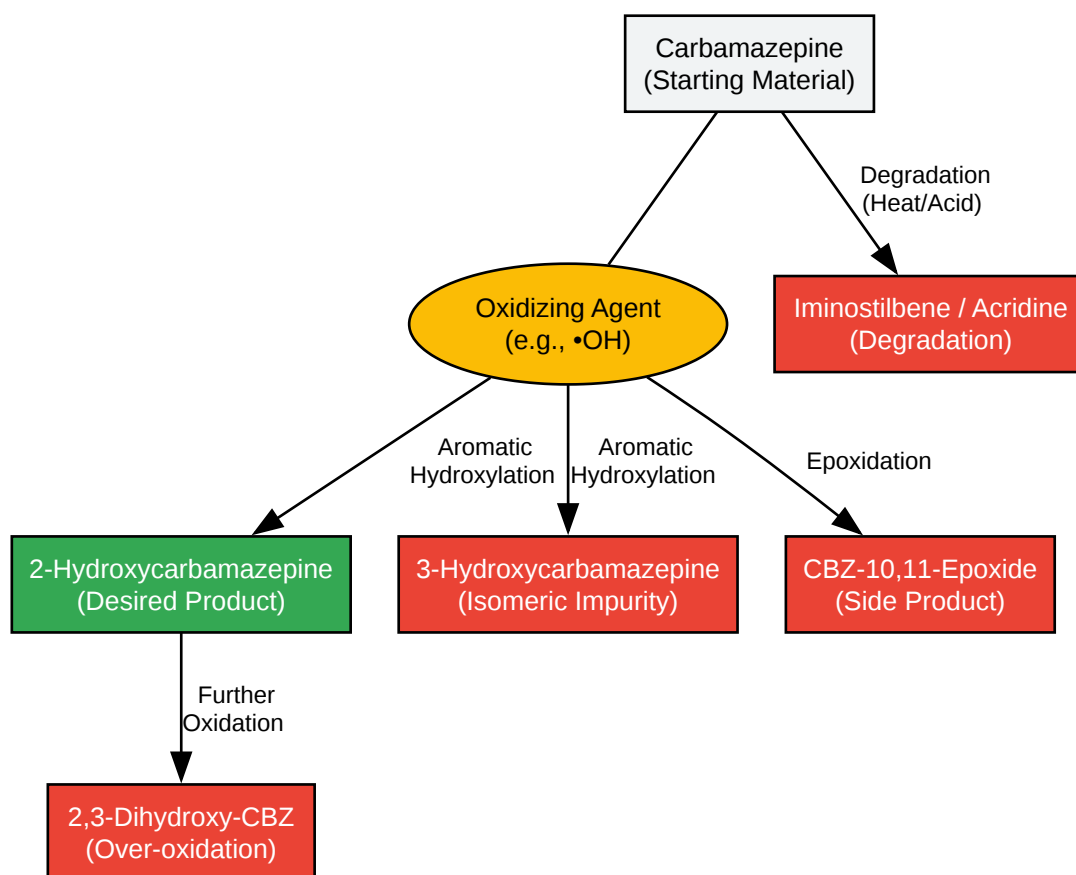 Carbamazepine
(Starting Material)
Degradation
(Heat/Acid)
Oxidizing Agent
(e.g., •OH)
Iminostilbene / Acridine
(Degradation)
Aromatic
Hydroxylation
Aromatic
Hydroxylation
Epoxidation
2-Hydroxycarbamazepine
(Desired Product)
3-Hydroxycarbamazepine
(Isomeric Impurity)
CBZ-10,11-Epoxide
(Side Product)
Further
Oxidation
2,3-Dihydroxy-CBZ
(Over-oxidation)